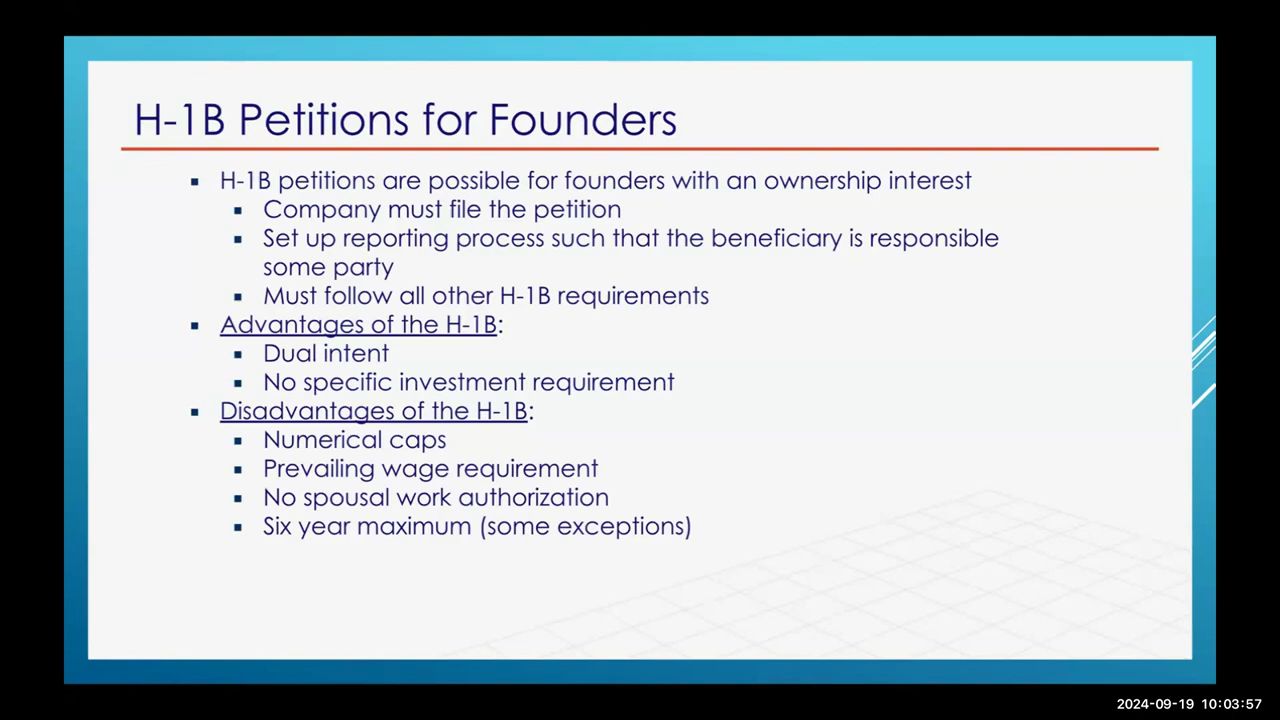 H-1B Petitions for Founders
▪ H-1B petitions are possible for founders with an ownership interest
▪ Company must file the petition
▪ Set up reporting process such that the beneficiary is responsible
some party
▪ Must follow all other H-1B requirements
▪ Advantages of the H-1B:
▪ Dual intent
▪ No specific investment requirement
▪ Disadvantages of the H-1B:
▪ Numerical caps
▪ Prevailing wage requirement
▪ No spousal work authorization
▪ Six year maximum (some exceptions)
2024-09-19 10:03:57